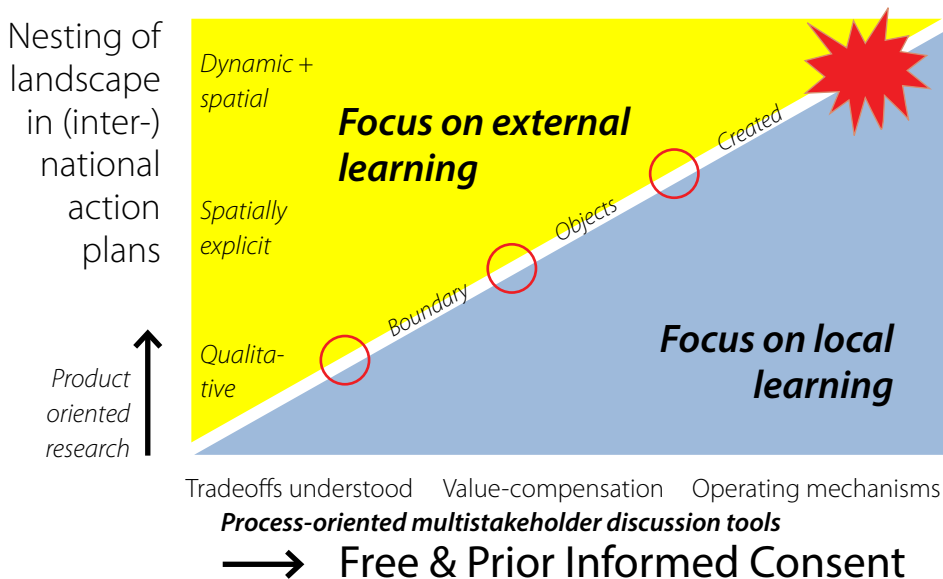 Nesting of
landscape
in (inter-)
national
action
plans
Product
oriented
research
Dynamic +
spatial
Spatially
explicit
Qualita-
tive
Focus on external
learning
Boundary
Objects
Created
Focus on local
learning
Tradeoffs understood
Value-compensation
Operating mechanisms
Process-oriented multistakeholder discussion tools
Free & Prior Informed Consent